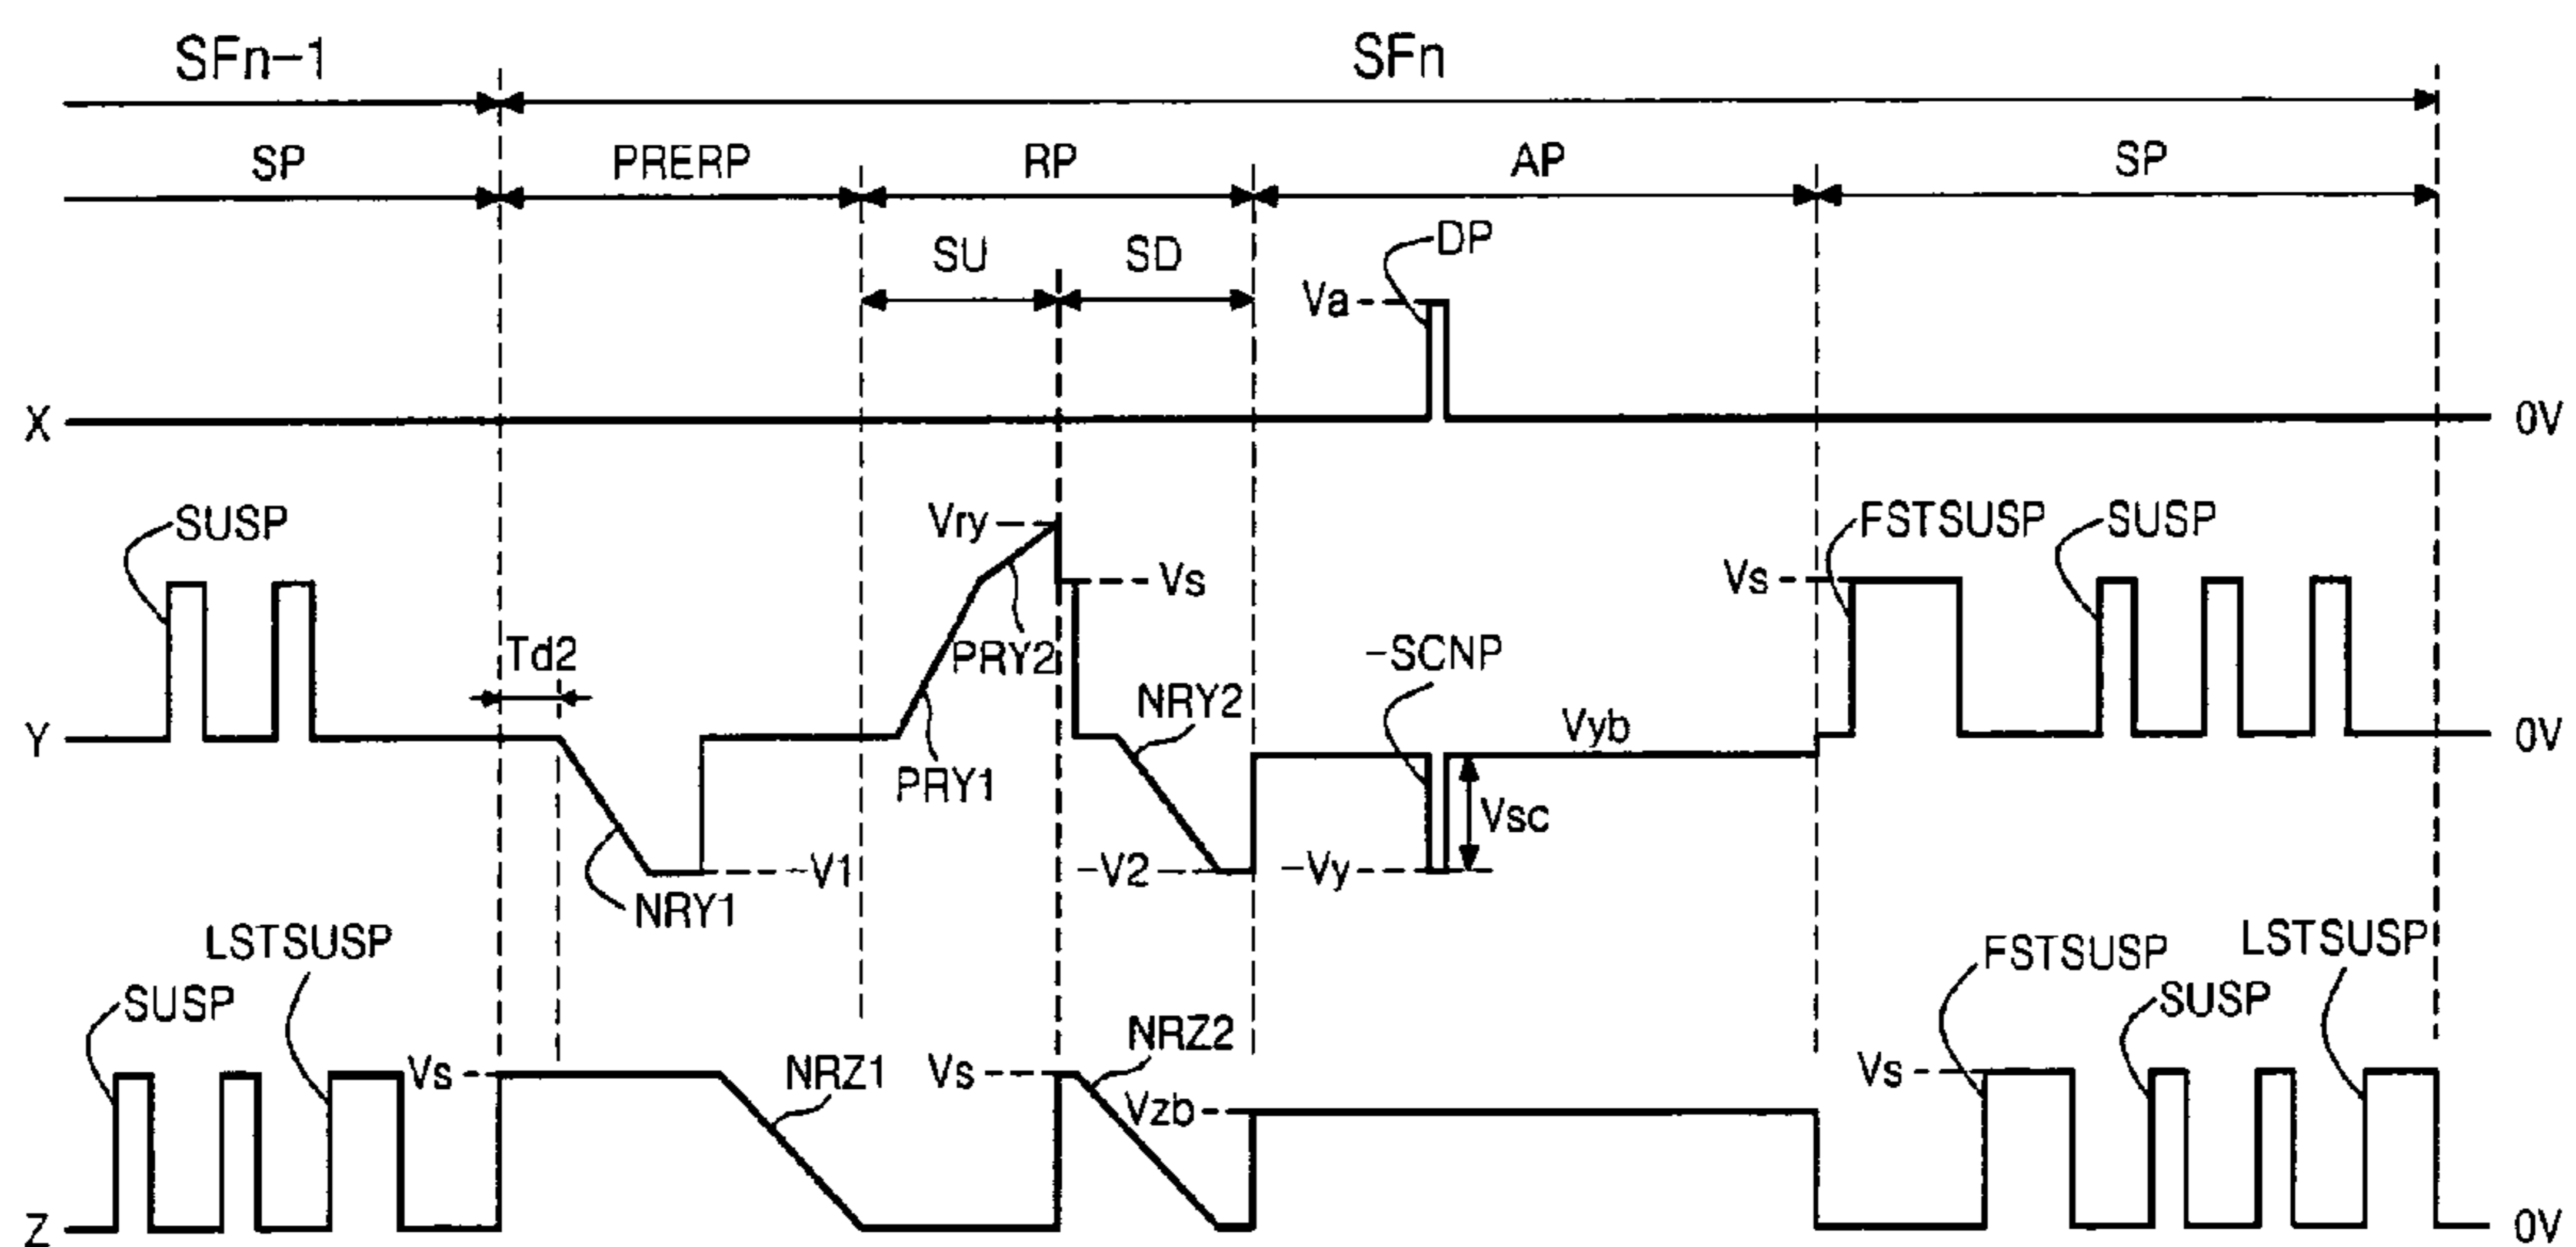 SFn-1 SFn
SP PRERP RP AP SP
SU SD DP
Va
X 0V
SUSP Vry Vs Vs FSTSUSP SUSP
Td2 PRY2 -SCNP
NRY2
Y Vyb 0V
PRY1 Vsc
-V1 -V2 -Vy
NRY1
LSTSUSP FSTSUSP LSTSUSP
SUSP SUSP
NRZ2
Vs NRZ1 Vs Vs
Vzb
Z 0V